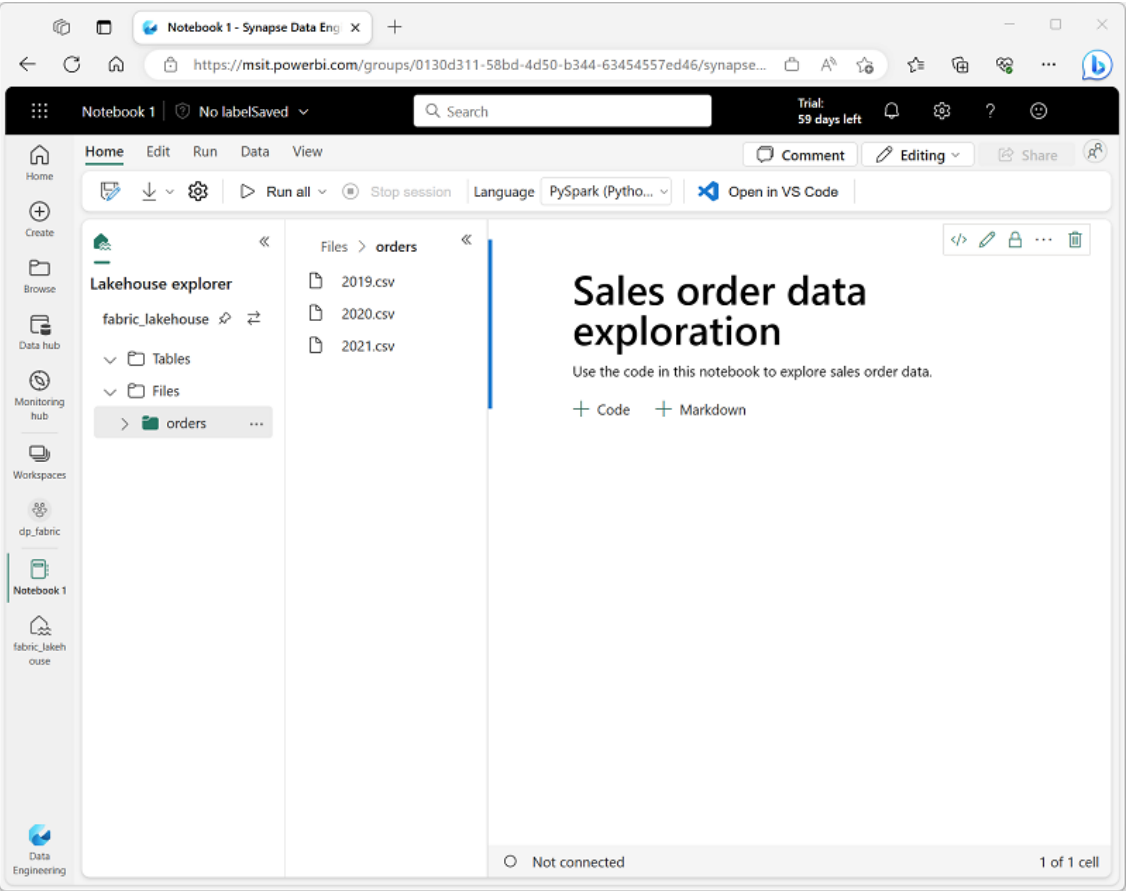 Notebook 1 - Synapse Data Eng
https://msit.powerbi.com/groups/0130d311-58bd-4d50-b344-63454557ed46/synapse...
Notebook 1
No labelSaved
Search
Trial:
59 days left
Home
Edit
Run
Data
View
Comment
Editing
Share
Run all
Stop session
Language
PySpark (Pytho...
Open in VS Code
Home
Create
Browse
Data hub
Monitoring
hub
Workspaces
dp_fabric
Notebook 1
fabric_lakeh
ouse
Data
Engineering
Lakehouse explorer
fabric_lakehouse
Tables
Files
orders
Files > orders
2019.csv
2020.csv
2021.csv
Sales order data
exploration
Use the code in this notebook to explore sales order data.
+ Code
+ Markdown
Not connected
1 of 1 cell